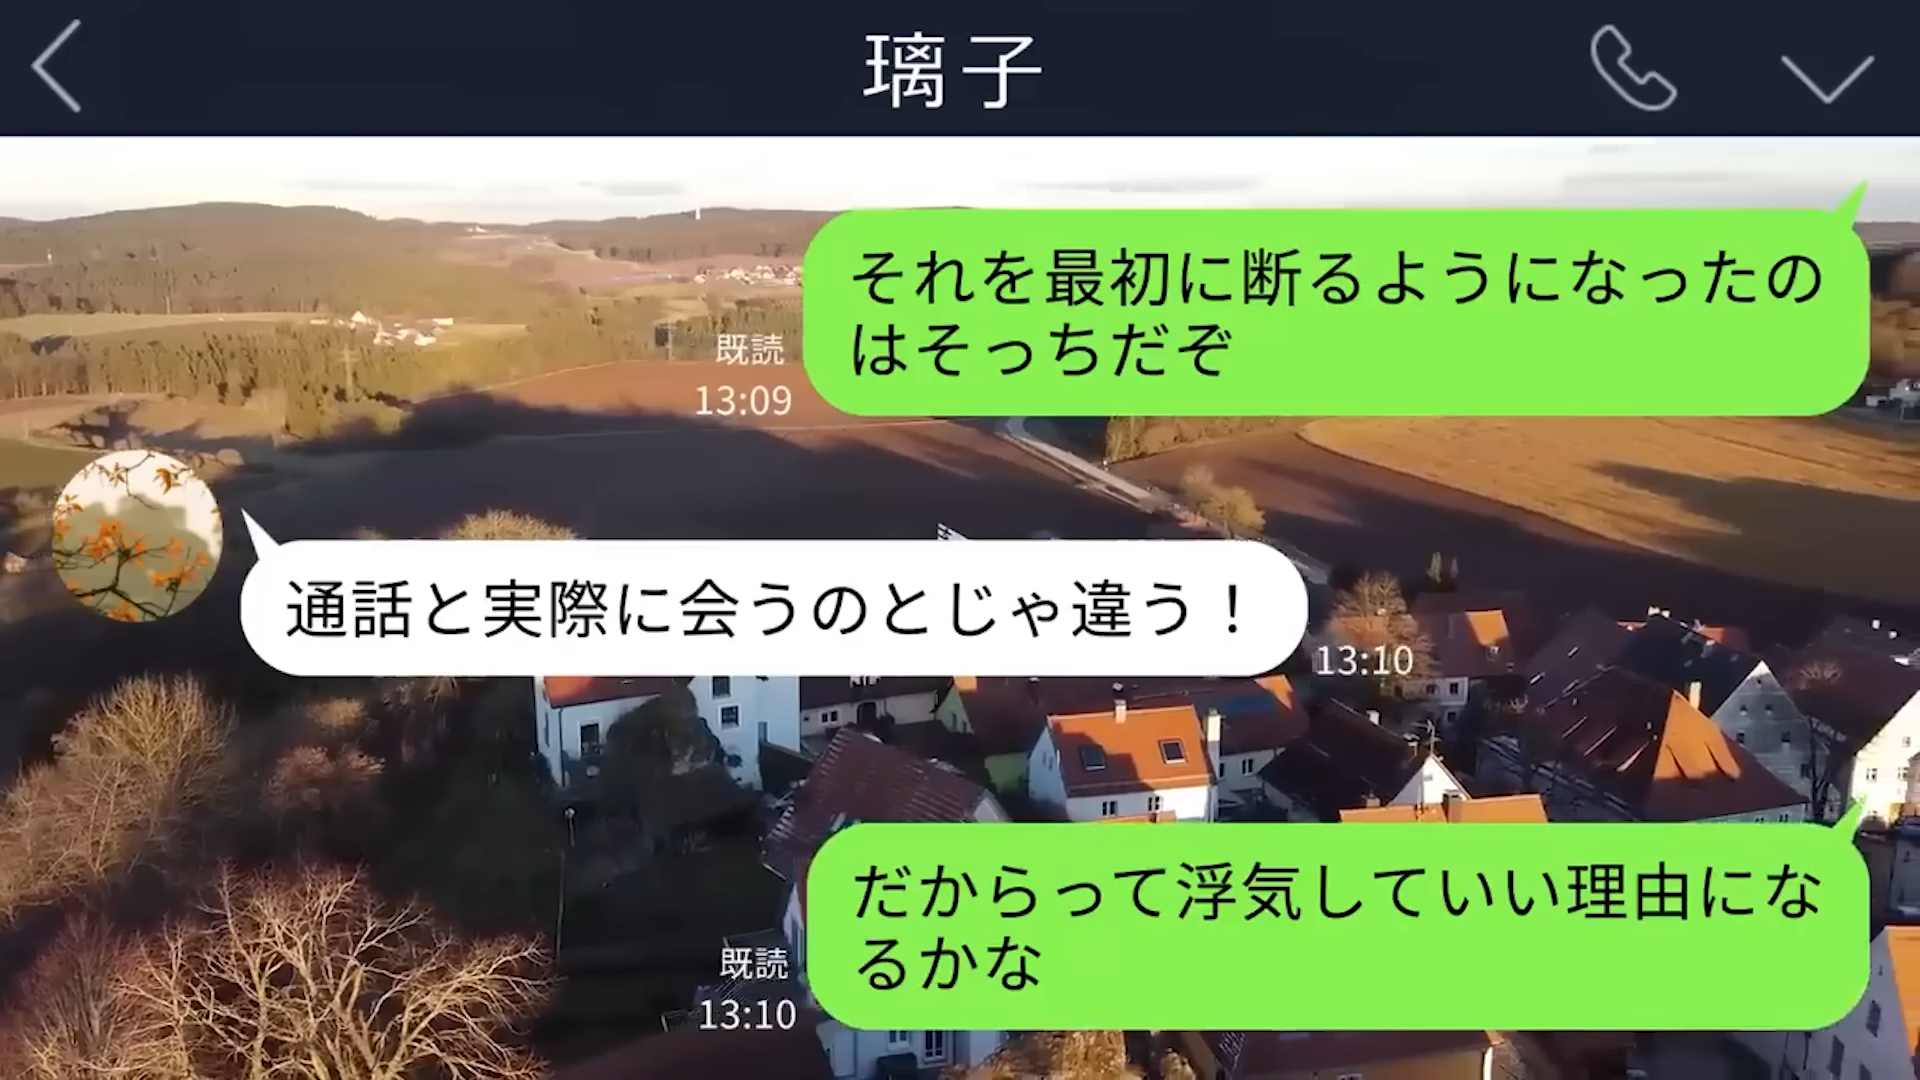 璃子
それを最初に断るようになったの
はそっちだぞ
既読
13:09
通話と実際に会うのとじゃ違う！
13:10
だからって浮気していい理由にな
るかな
既読
13:10